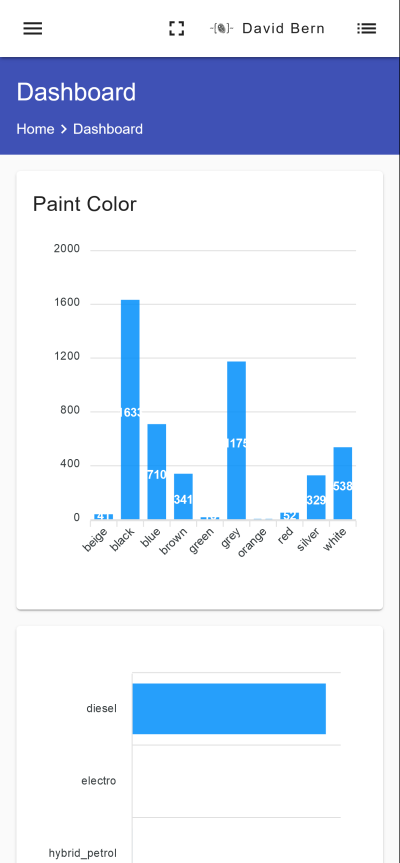 David Bern
Dashboard
Home Dashboard
Paint Color
2000
1600
1200
800
400
0
41
1633
710
341
1175
52
329
538
beige
black
blue
brown
green
grey
orange
red
silver
white
diesel
electro
hybrid_petrol